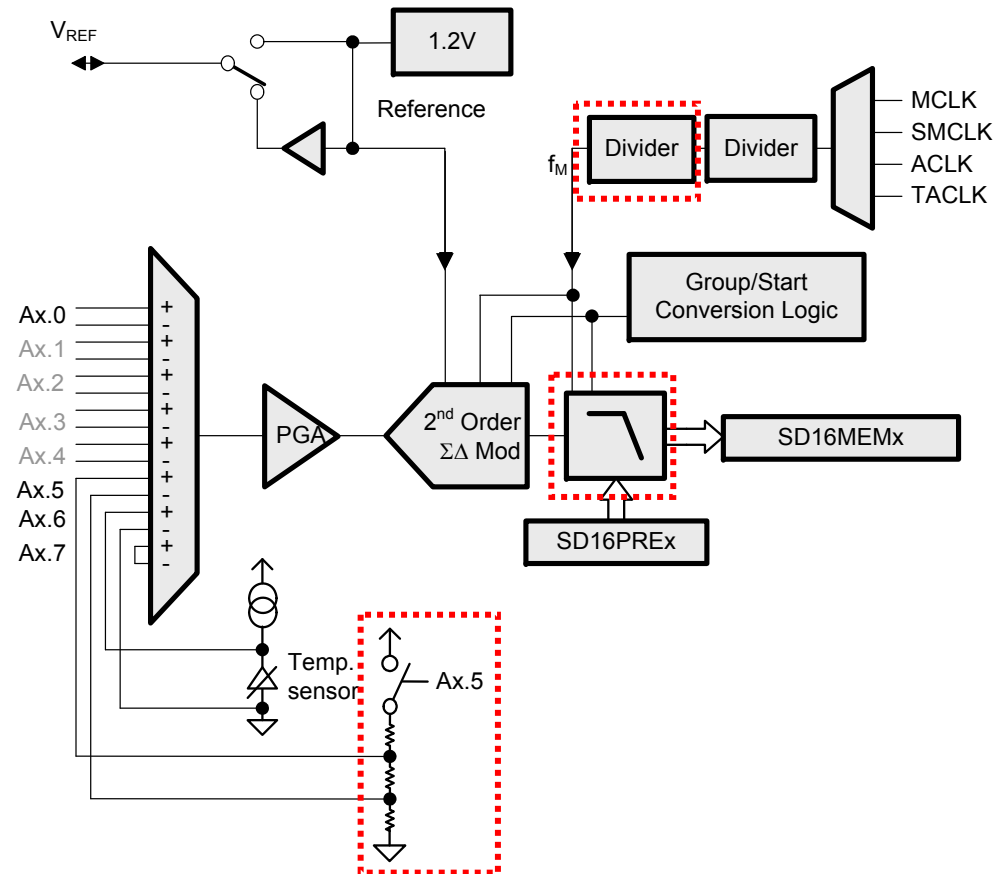 V_REF
1.2V
Reference
MCLK
SMCLK
ACLK
TACLK
Divider
Divider
f_M
Group/Start
Conversion Logic
Ax.0
Ax.1
Ax.2
Ax.3
Ax.4
Ax.5
Ax.6
Ax.7
+
-
+
-
+
-
+
-
+
-
+
-
+
-
+
-
PGA
2nd Order
ΣΔ Mod
SD16MEMx
SD16PREx
Temp.
sensor
Ax.5